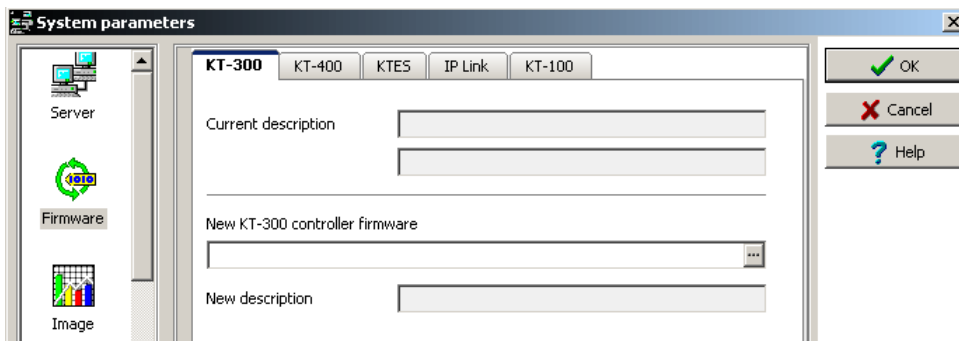 System parameters
Server
Firmware
Image
KT-300 KT-400 KTES IP Link KT-100
Current description
New KT-300 controller firmware
...
New description
OK
Cancel
Help